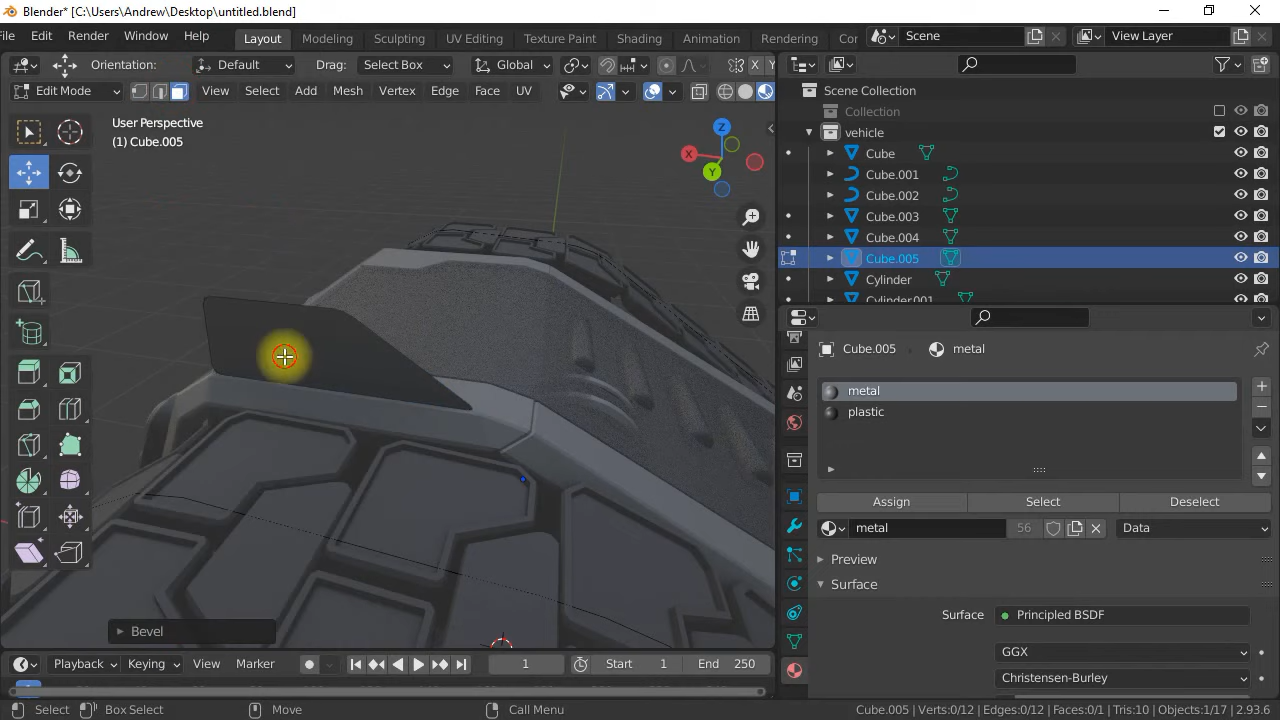 Blender* [C:\Users\Andrew\Desktop\untitled.blend]
File Edit Render Window Help Layout Modeling Sculpting UV Editing Texture Paint Shading Animation Rendering Co Scene View Layer
Orientation: Default Drag: Select Box Global X Y
Edit Mode View Select Add Mesh Vertex Edge Face UV
User Perspective
(1) Cube.005
Z
X
Y
Bevel
Scene Collection
Collection
vehicle
Cube
Cube.001
Cube.002
Cube.003
Cube.004
Cube.005
Cylinder
Cylinder.001
Cube.005 metal
metal
plastic
Assign Select Deselect
metal 56 Data
Preview
Surface
Surface Principled BSDF
GGX
Christensen-Burley
Playback Keying View Marker 1 Start 1 End 250
Select Box Select Move Call Menu Cube.005 | Verts:0/12 | Edges:0/12 | Faces:0/1 | Tris:10 | Objects:1/17 | 2.93.6